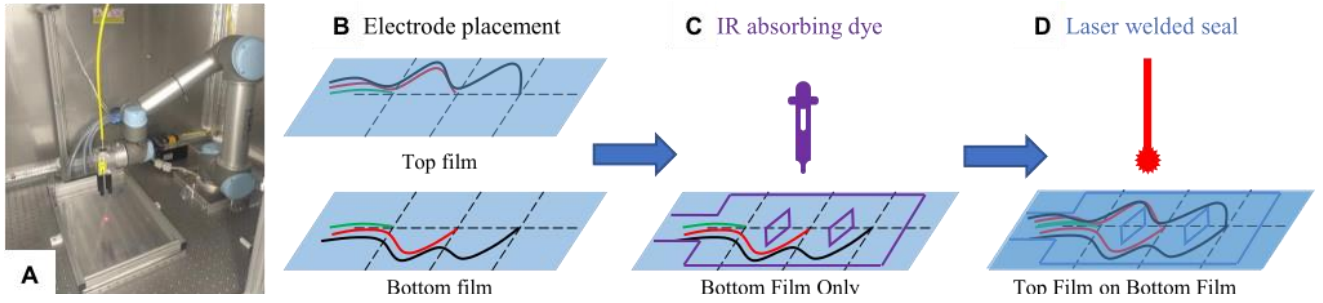 A
B Electrode placement
Top film
Bottom film
C IR absorbing dye
Bottom Film Only
D Laser welded seal
Top Film on Bottom Film